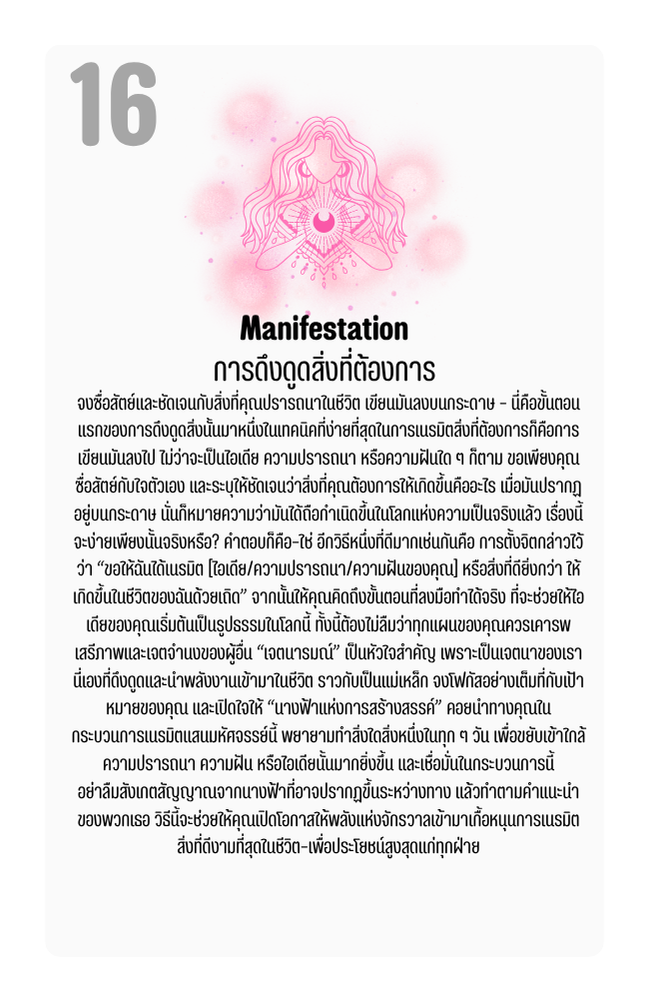 16
Manifestation
การดึงดูดสิ่งที่ต้องการ
จงซื่อสัตย์และชัดเจนกับสิ่งที่คุณปรารถนาในชีวิต เขียนมันลงบนกระดาษ - นี่คือขั้นตอน
แรกของการดึงดูดสิ่งนั้นมาหนึ่งในเทคนิคที่ง่ายที่สุดในการเนรมิตสิ่งที่ต้องการก็คือการ
เขียนมันลงไป ไม่ว่าจะเป็นไอเดีย ความปรารถนา หรือความฝันใด ๆ ก็ตาม ขอเพียงคุณ
ซื่อสัตย์กับใจตัวเอง และระบุให้ชัดเจนว่าสิ่งที่คุณต้องการให้เกิดขึ้นคืออะไร เมื่อมันปรากฏ
อยู่บนกระดาษ นั่นก็หมายความว่ามันได้ถือกำเนิดขึ้นในโลกแห่งความเป็นจริงแล้ว เรื่องนี้
จะง่ายเพียงนั้นจริงหรือ? คำตอบก็คือ-ใช่ อีกวิธีหนึ่งที่ดีมากเช่นกันคือ การตั้งจิตกล่าวไว้
ว่า “ขอให้ฉันได้เนรมิต [ไอเดีย/ความปรารถนา/ความฝันของคุณ] หรือสิ่งที่ดียิ่งกว่า ให้
เกิดขึ้นในชีวิตของฉันด้วยเถิด” จากนั้นให้คุณคิดถึงขั้นตอนที่ลงมือทำได้จริง ที่จะช่วยให้ไอ
เดียของคุณเริ่มต้นเป็นรูปธรรมในโลกนี้ ทั้งนี้ต้องไม่ลืมว่าทุกแผนของคุณควรเคารพ
เสรีภาพและเจตจำนงของผู้อื่น “เจตนารมณ์” เป็นหัวใจสำคัญ เพราะเป็นเจตนาของเรา
นี่เองที่ดึงดูดและนำพลังงานเข้ามาในชีวิต ราวกับเป็นแม่เหล็ก จงโฟกัสอย่างเต็มที่กับเป้า
หมายของคุณ และเปิดใจให้ “นางฟ้าแห่งการสร้างสรรค์” คอยนำทางคุณใน
กระบวนการเนรมิตแสนมหัศจรรย์นี้ พยายามทำสิ่งใดสิ่งหนึ่งในทุก ๆ วัน เพื่อขยับเข้าใกล้
ความปรารถนา ความฝัน หรือไอเดียนั้นมากยิ่งขึ้น และเชื่อมั่นในกระบวนการนี้
อย่าลืมสังเกตสัญญาณจากนางฟ้าที่อาจปรากฏขึ้นระหว่างทาง แล้วทำตามคำแนะนำ
ของพวกเธอ วิธีนี้จะช่วยให้คุณเปิดโอกาสให้พลังแห่งจักรวาลเข้ามาเกื้อหนุนการเนรมิต
สิ่งที่ดีงามที่สุดในชีวิต-เพื่อประโยชน์สูงสุดแก่ทุกฝ่าย